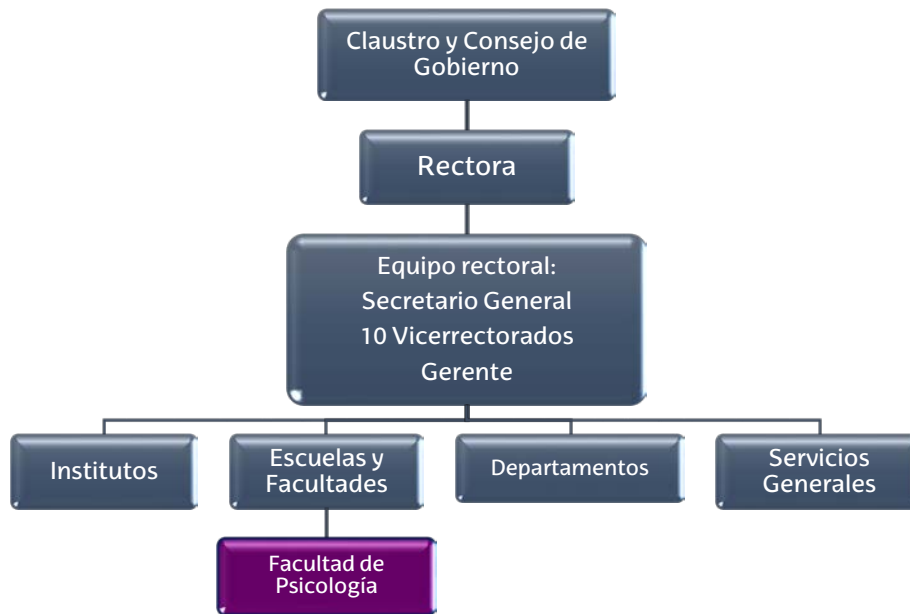 Claustro y Consejo de
Gobierno
Rectora
Equipo rectoral:
Secretario General
10 Vicerrectorados
Gerente
Institutos
Escuelas y
Facultades
Departamentos
Servicios
Generales
Facultad de
Psicología